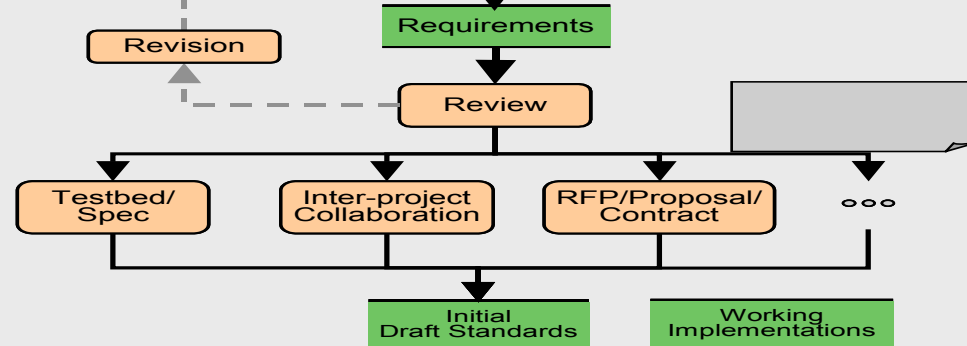 Requirements
Revision
Review
Testbed/
Spec
Inter-project
Collaboration
RFP/Proposal/
Contract
Initial
Draft Standards
Working
Implementations